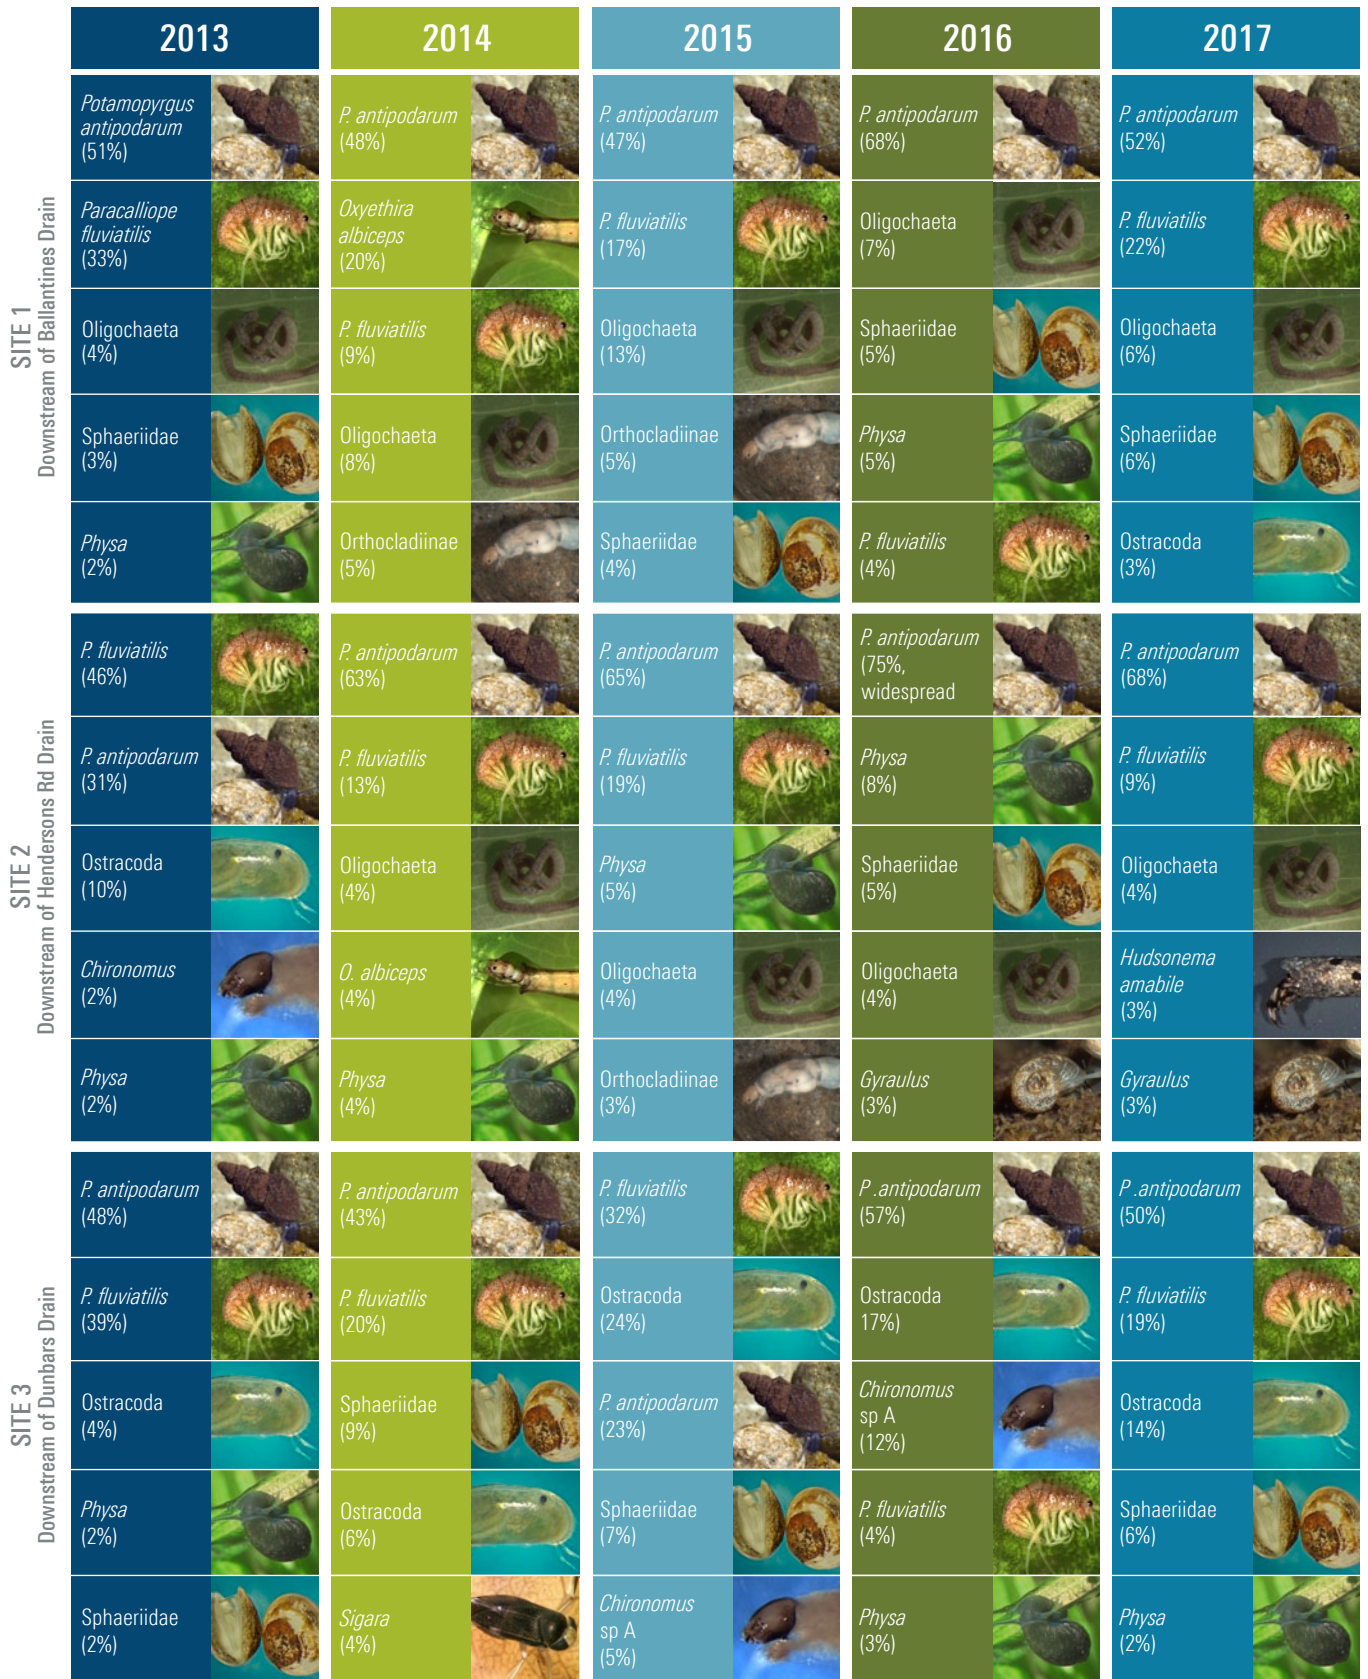 2013
2014
2015
2016
2017
SITE 1
Downstream of Ballantines Drain
Potamopyrgus
antipodarum
(51%)
P. antipodarum
(48%)
P. antipodarum
(47%)
P. antipodarum
(68%)
P. antipodarum
(52%)
Paracalliope
fluviatilis
(33%)
Oxyethira
albiceps
(20%)
P. fluviatilis
(17%)
Oligochaeta
(7%)
P. fluviatilis
(22%)
Oligochaeta
(4%)
P. fluviatilis
(9%)
Oligochaeta
(13%)
Sphaeriidae
(5%)
Oligochaeta
(6%)
Sphaeriidae
(3%)
Oligochaeta
(8%)
Orthocladiinae
(5%)
Physa
(5%)
Sphaeriidae
(6%)
Physa
(2%)
Orthocladiinae
(5%)
Sphaeriidae
(4%)
P. fluviatilis
(4%)
Ostracoda
(3%)
SITE 2
Downstream of Hendersons Rd Drain
P. fluviatilis
(46%)
P. antipodarum
(63%)
P. antipodarum
(65%)
P. antipodarum
(75%,
widespread
P. antipodarum
(68%)
P. antipodarum
(31%)
P. fluviatilis
(13%)
P. fluviatilis
(19%)
Physa
(8%)
P. fluviatilis
(9%)
Ostracoda
(10%)
Oligochaeta
(4%)
Physa
(5%)
Sphaeriidae
(5%)
Oligochaeta
(4%)
Chironomus
(2%)
O. albiceps
(4%)
Oligochaeta
(4%)
Oligochaeta
(4%)
Hudsonema
amabile
(3%)
Physa
(2%)
Physa
(4%)
Orthocladiinae
(3%)
Gyraulus
(3%)
Gyraulus
(3%)
SITE 3
Downstream of Dunbars Drain
P. antipodarum
(48%)
P. antipodarum
(43%)
P. fluviatilis
(32%)
P .antipodarum
(57%)
P .antipodarum
(50%)
P. fluviatilis
(39%)
P. fluviatilis
(20%)
Ostracoda
(24%)
Ostracoda
17%)
P. fluviatilis
(19%)
Ostracoda
(4%)
Sphaeriidae
(9%)
P. antipodarum
(23%)
Chironomus
sp A
(12%)
Ostracoda
(14%)
Physa
(2%)
Ostracoda
(6%)
Sphaeriidae
(7%)
P. fluviatilis
(4%)
Sphaeriidae
(6%)
Sphaeriidae
(2%)
Sigara
(4%)
Chironomus
sp A
(5%)
Physa
(3%)
Physa
(2%)